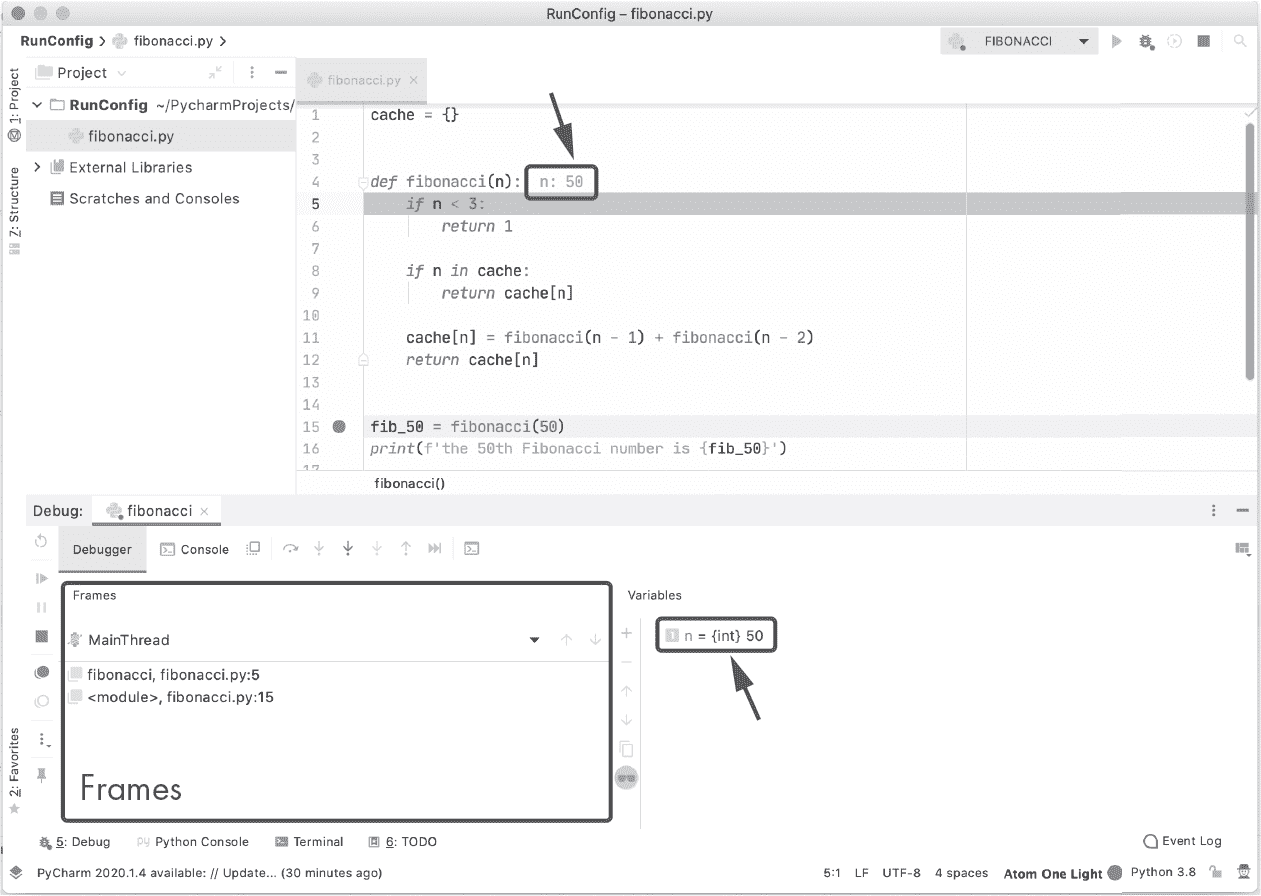 RunConfig – fibonacci.py
RunConfig > fibonacci.py >
FIBONACCI
1: Project
Project
RunConfig ~/PycharmProjects/
fibonacci.py
External Libraries
Scratches and Consoles
Z: Structure
fibonacci.py ×
1 cache = {}
2
3
4 def fibonacci(n): n: 50
5 if n < 3:
6 return 1
7
8 if n in cache:
9 return cache[n]
10
11 cache[n] = fibonacci(n - 1) + fibonacci(n - 2)
12 return cache[n]
13
14
15 fib_50 = fibonacci(50)
16 print(f'the 50th Fibonacci number is {fib_50}')
17
fibonacci()
Debug: fibonacci ×
Debugger Console
Frames
MainThread
fibonacci, fibonacci.py:5
<module>, fibonacci.py:15
Frames
Variables
n = {int} 50
2: Favorites
5: Debug Python Console Terminal 6: TODO Event Log
PyCharm 2020.1.4 available: // Update... (30 minutes ago) 5:1 LF UTF-8 4 spaces Atom One Light Python 3.8